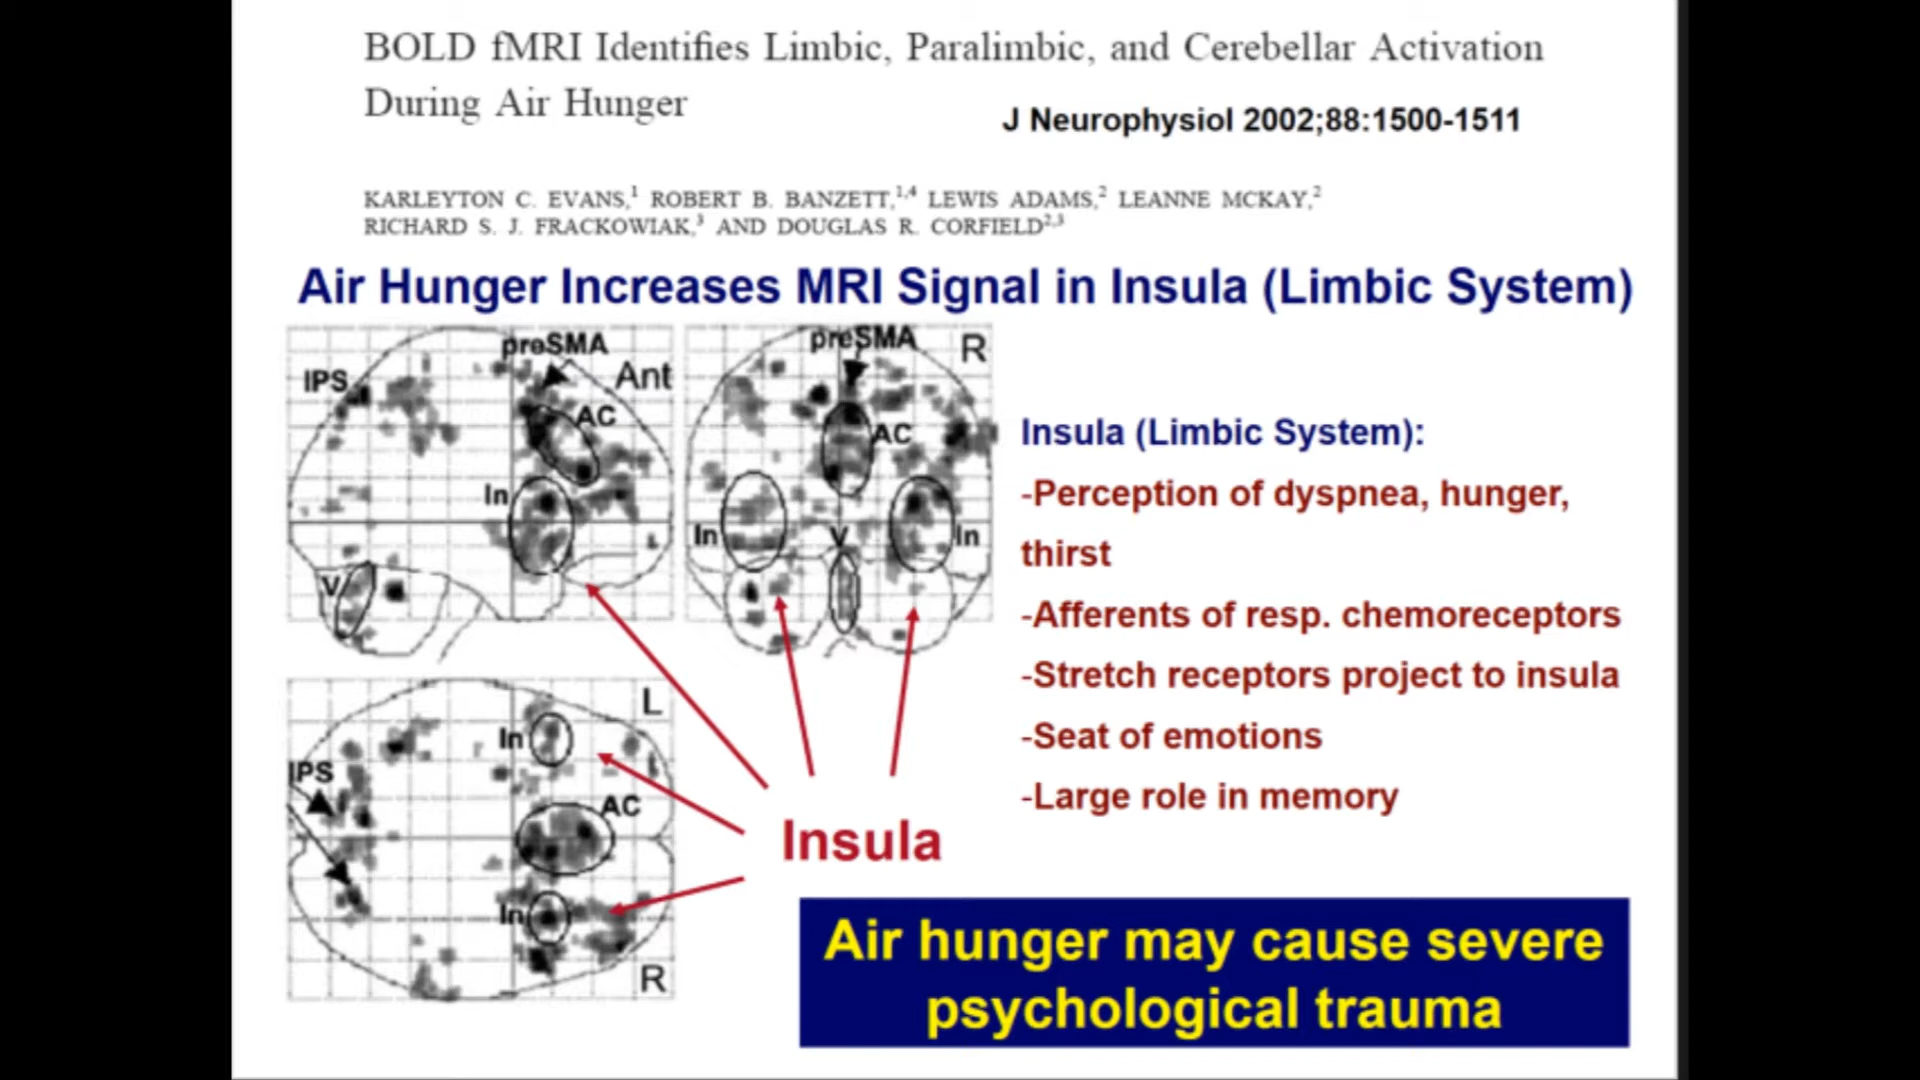 BOLD fMRI Identifies Limbic, Paralimbic, and Cerebellar Activation
During Air Hunger
J Neurophysiol 2002;88:1500-1511
KARLEYTON C. EVANS,1 ROBERT B. BANZETT,1,4 LEWIS ADAMS,2 LEANNE MCKAY,2
RICHARD S. J. FRACKOWIAK,3 AND DOUGLAS R. CORFIELD2,3
Air Hunger Increases MRI Signal in Insula (Limbic System)
preSMA
IPS
Ant
AC
In
V
L
preSMA
R
AC
In
V
In
L
In
IPS
AC
In
R
Insula
Insula (Limbic System):
-Perception of dyspnea, hunger,
thirst
-Afferents of resp. chemoreceptors
-Stretch receptors project to insula
-Seat of emotions
-Large role in memory
Air hunger may cause severe
psychological trauma